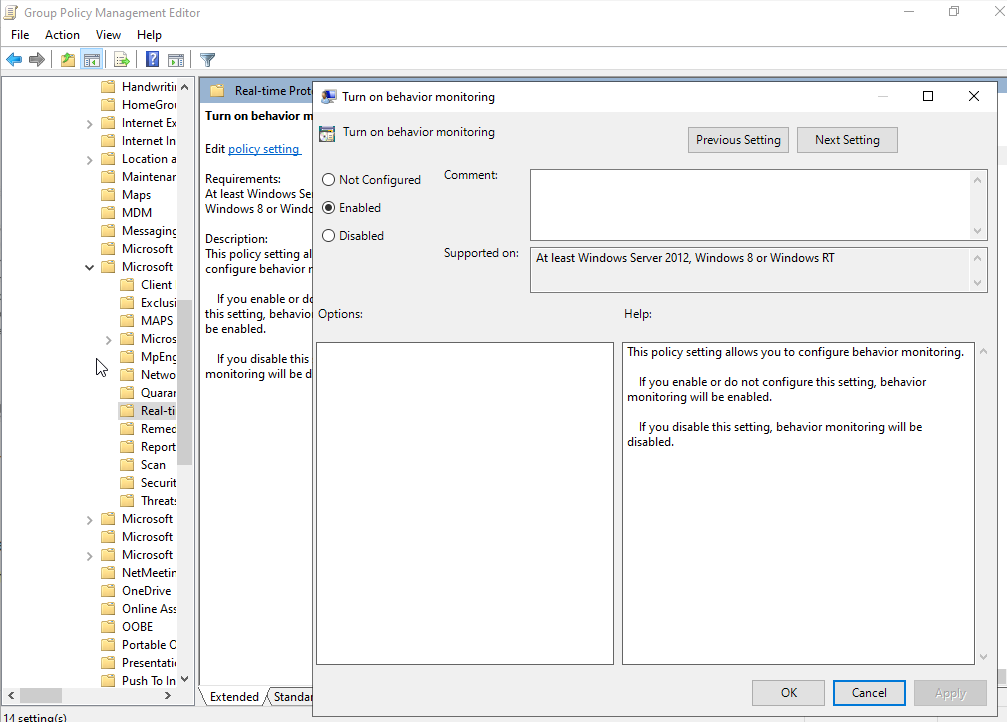 Group Policy Management Editor
File Action View Help
Handwriti
HomeGrou
Internet Ex
Internet In
Location a
Maintenar
Maps
MDM
Messaging
Microsoft
Microsoft
Client
Exclusi
MAPS
Micros
MpEng
Netwo
Quarar
Real-ti
Remed
Report
Scan
Securit
Threats
Microsoft
Microsoft
Microsoft
NetMeetin
OneDrive
Online Ass
OOBE
Portable O
Presentatio
Push To In
14 setting(s)
Real-time Prot
Turn on behavior m
Edit policy setting
Requirements:
At least Windows Se
Windows 8 or Windo
Description:
This policy setting al
configure behavior r
If you enable or do
this setting, behavio
be enabled.
If you disable this
monitoring will be d
Extended Standar
Turn on behavior monitoring
Turn on behavior monitoring
Previous Setting Next Setting
Not Configured
Enabled
Disabled
Comment:
Supported on:
At least Windows Server 2012, Windows 8 or Windows RT
Options:
Help:
This policy setting allows you to configure behavior monitoring.
If you enable or do not configure this setting, behavior
monitoring will be enabled.
If you disable this setting, behavior monitoring will be
disabled.
OK Cancel Apply